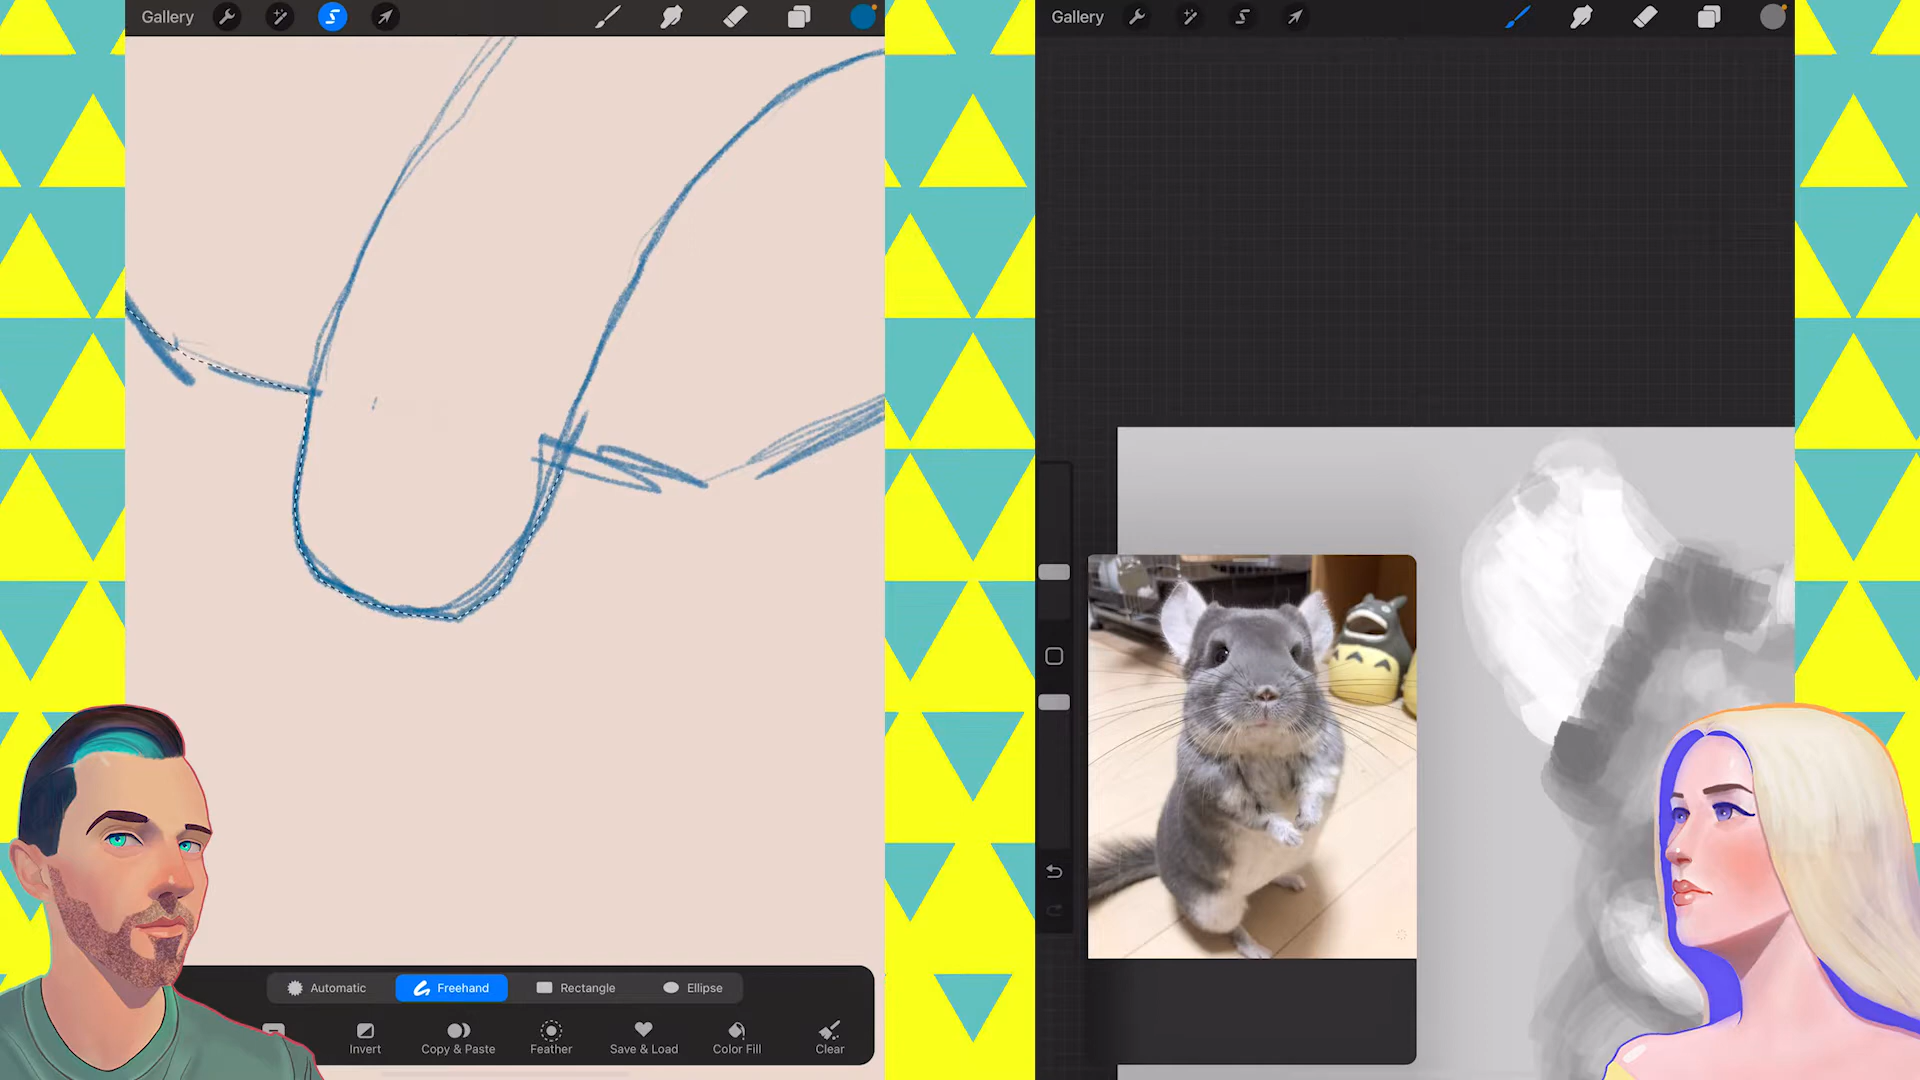 Gallery
Gallery
Automatic
Freehand
Rectangle
Ellipse
Invert
Copy & Paste
Feather
Save & Load
Color Fill
Clear